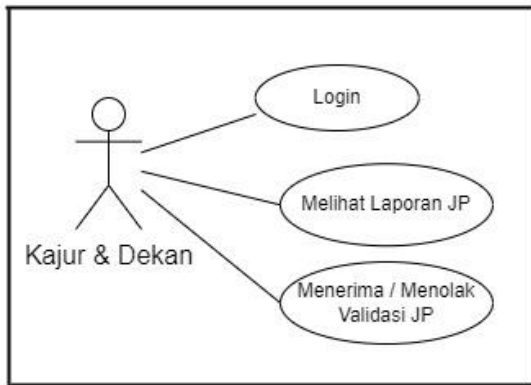 Login
Melihat Laporan JP
Kajur & Dekan
Menerima / Menolak
Validasi JP